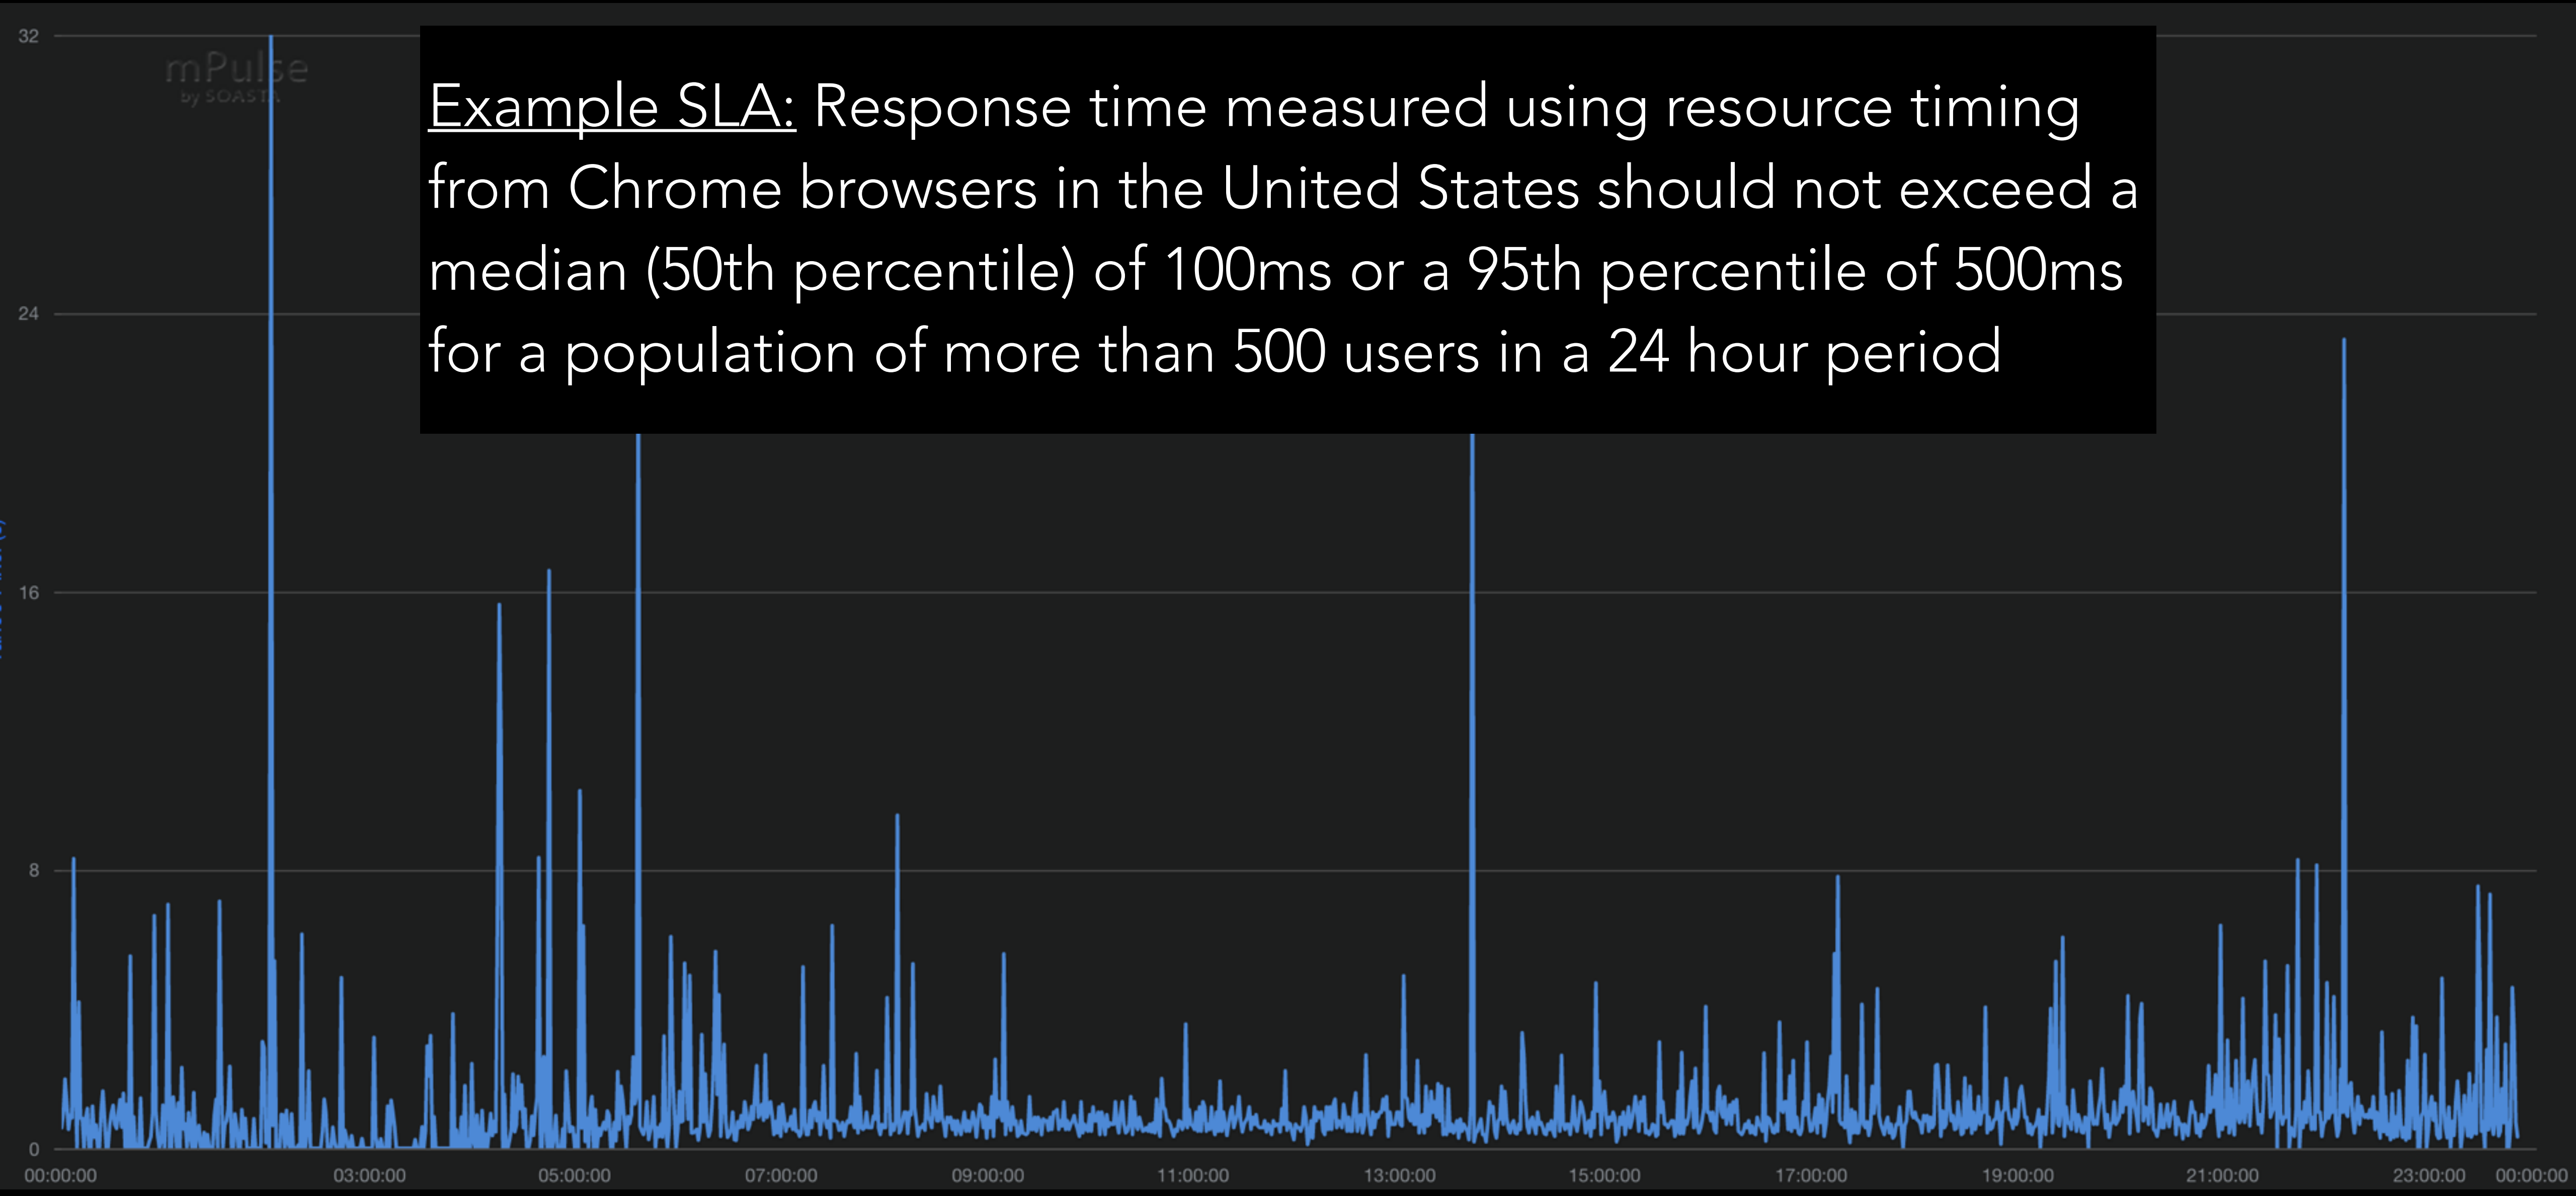 32
mPulse
by SOASTA
Example SLA: Response time measured using resource timing
from Chrome browsers in the United States should not exceed a
median (50th percentile) of 100ms or a 95th percentile of 500ms
for a population of more than 500 users in a 24 hour period
24
16
8
0
00:00:00 03:00:00 05:00:00 07:00:00 09:00:00 11:00:00 13:00:00 15:00:00 17:00:00 19:00:00 21:00:00 23:00:00 00:00:00